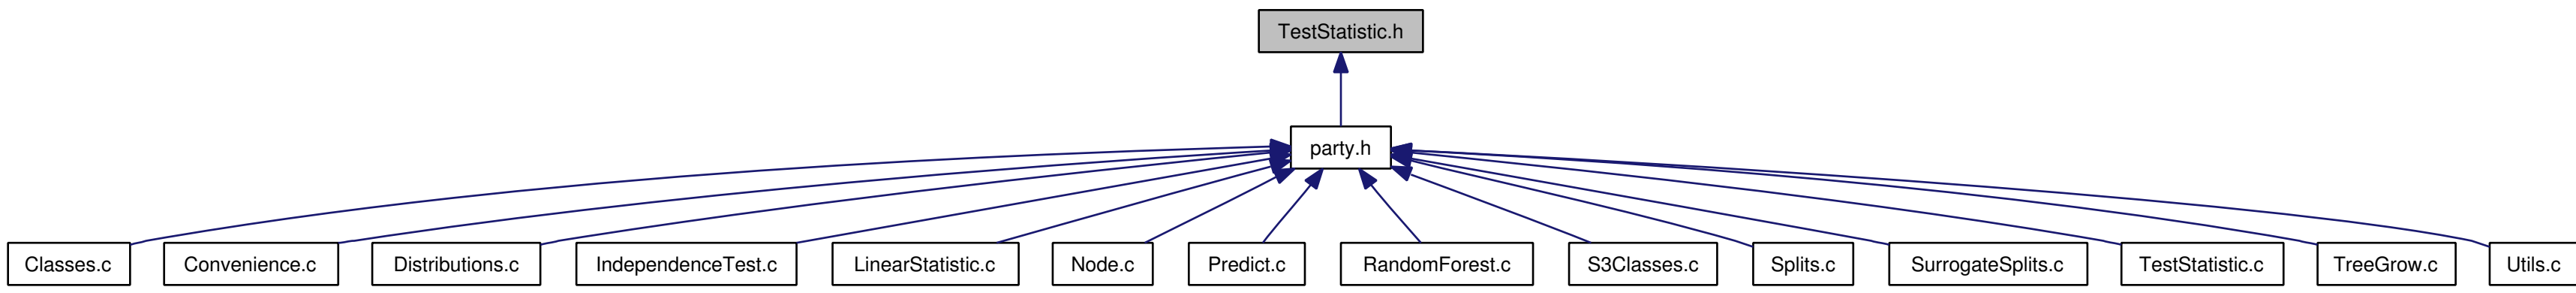 TestStatistic.h
party.h
Classes.c
Convenience.c
Distributions.c
IndependenceTest.c
LinearStatistic.c
Node.c
Predict.c
RandomForest.c
S3Classes.c
Splits.c
SurrogateSplits.c
TestStatistic.c
TreeGrow.c
Utils.c